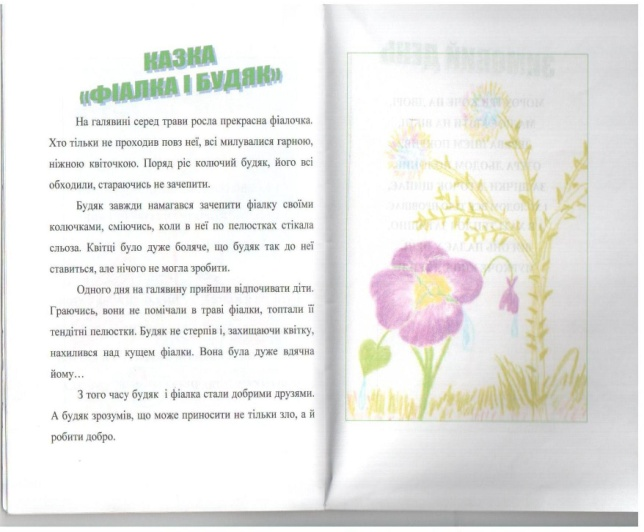 КАЗКА
«ФІАЛКА І БУДЯК»
На галявині серед трави росла прекрасна фіалочка.
Хто тільки не проходив повз неї, всі милувалися гарною,
ніжною квіточкою. Поряд ріс колючий будяк, його всі
обходили, стараючись не зачепити.
Будяк завжди намагався зачепити фіалку своїми
колючками, сміючись, коли в неї по пелюстках стікала
сльоза. Квітці було дуже боляче, що будяк так до неї
ставиться, але нічого не могла зробити.
Одного дня на галявину прийшли відпочивати діти.
Граючись, вони не помічали в траві фіалки, топтали її
тендітні пелюстки. Будяк не стерпів і, захищаючи квітку,
нахилився над кущем фіалки. Вона була дуже вдячна
йому…
З того часу будяк і фіалка стали добрими друзями.
А будяк зрозумів, що може приносити не тільки зло, а й
робити добро.
ЗИМОВИЙ ДЕНЬ